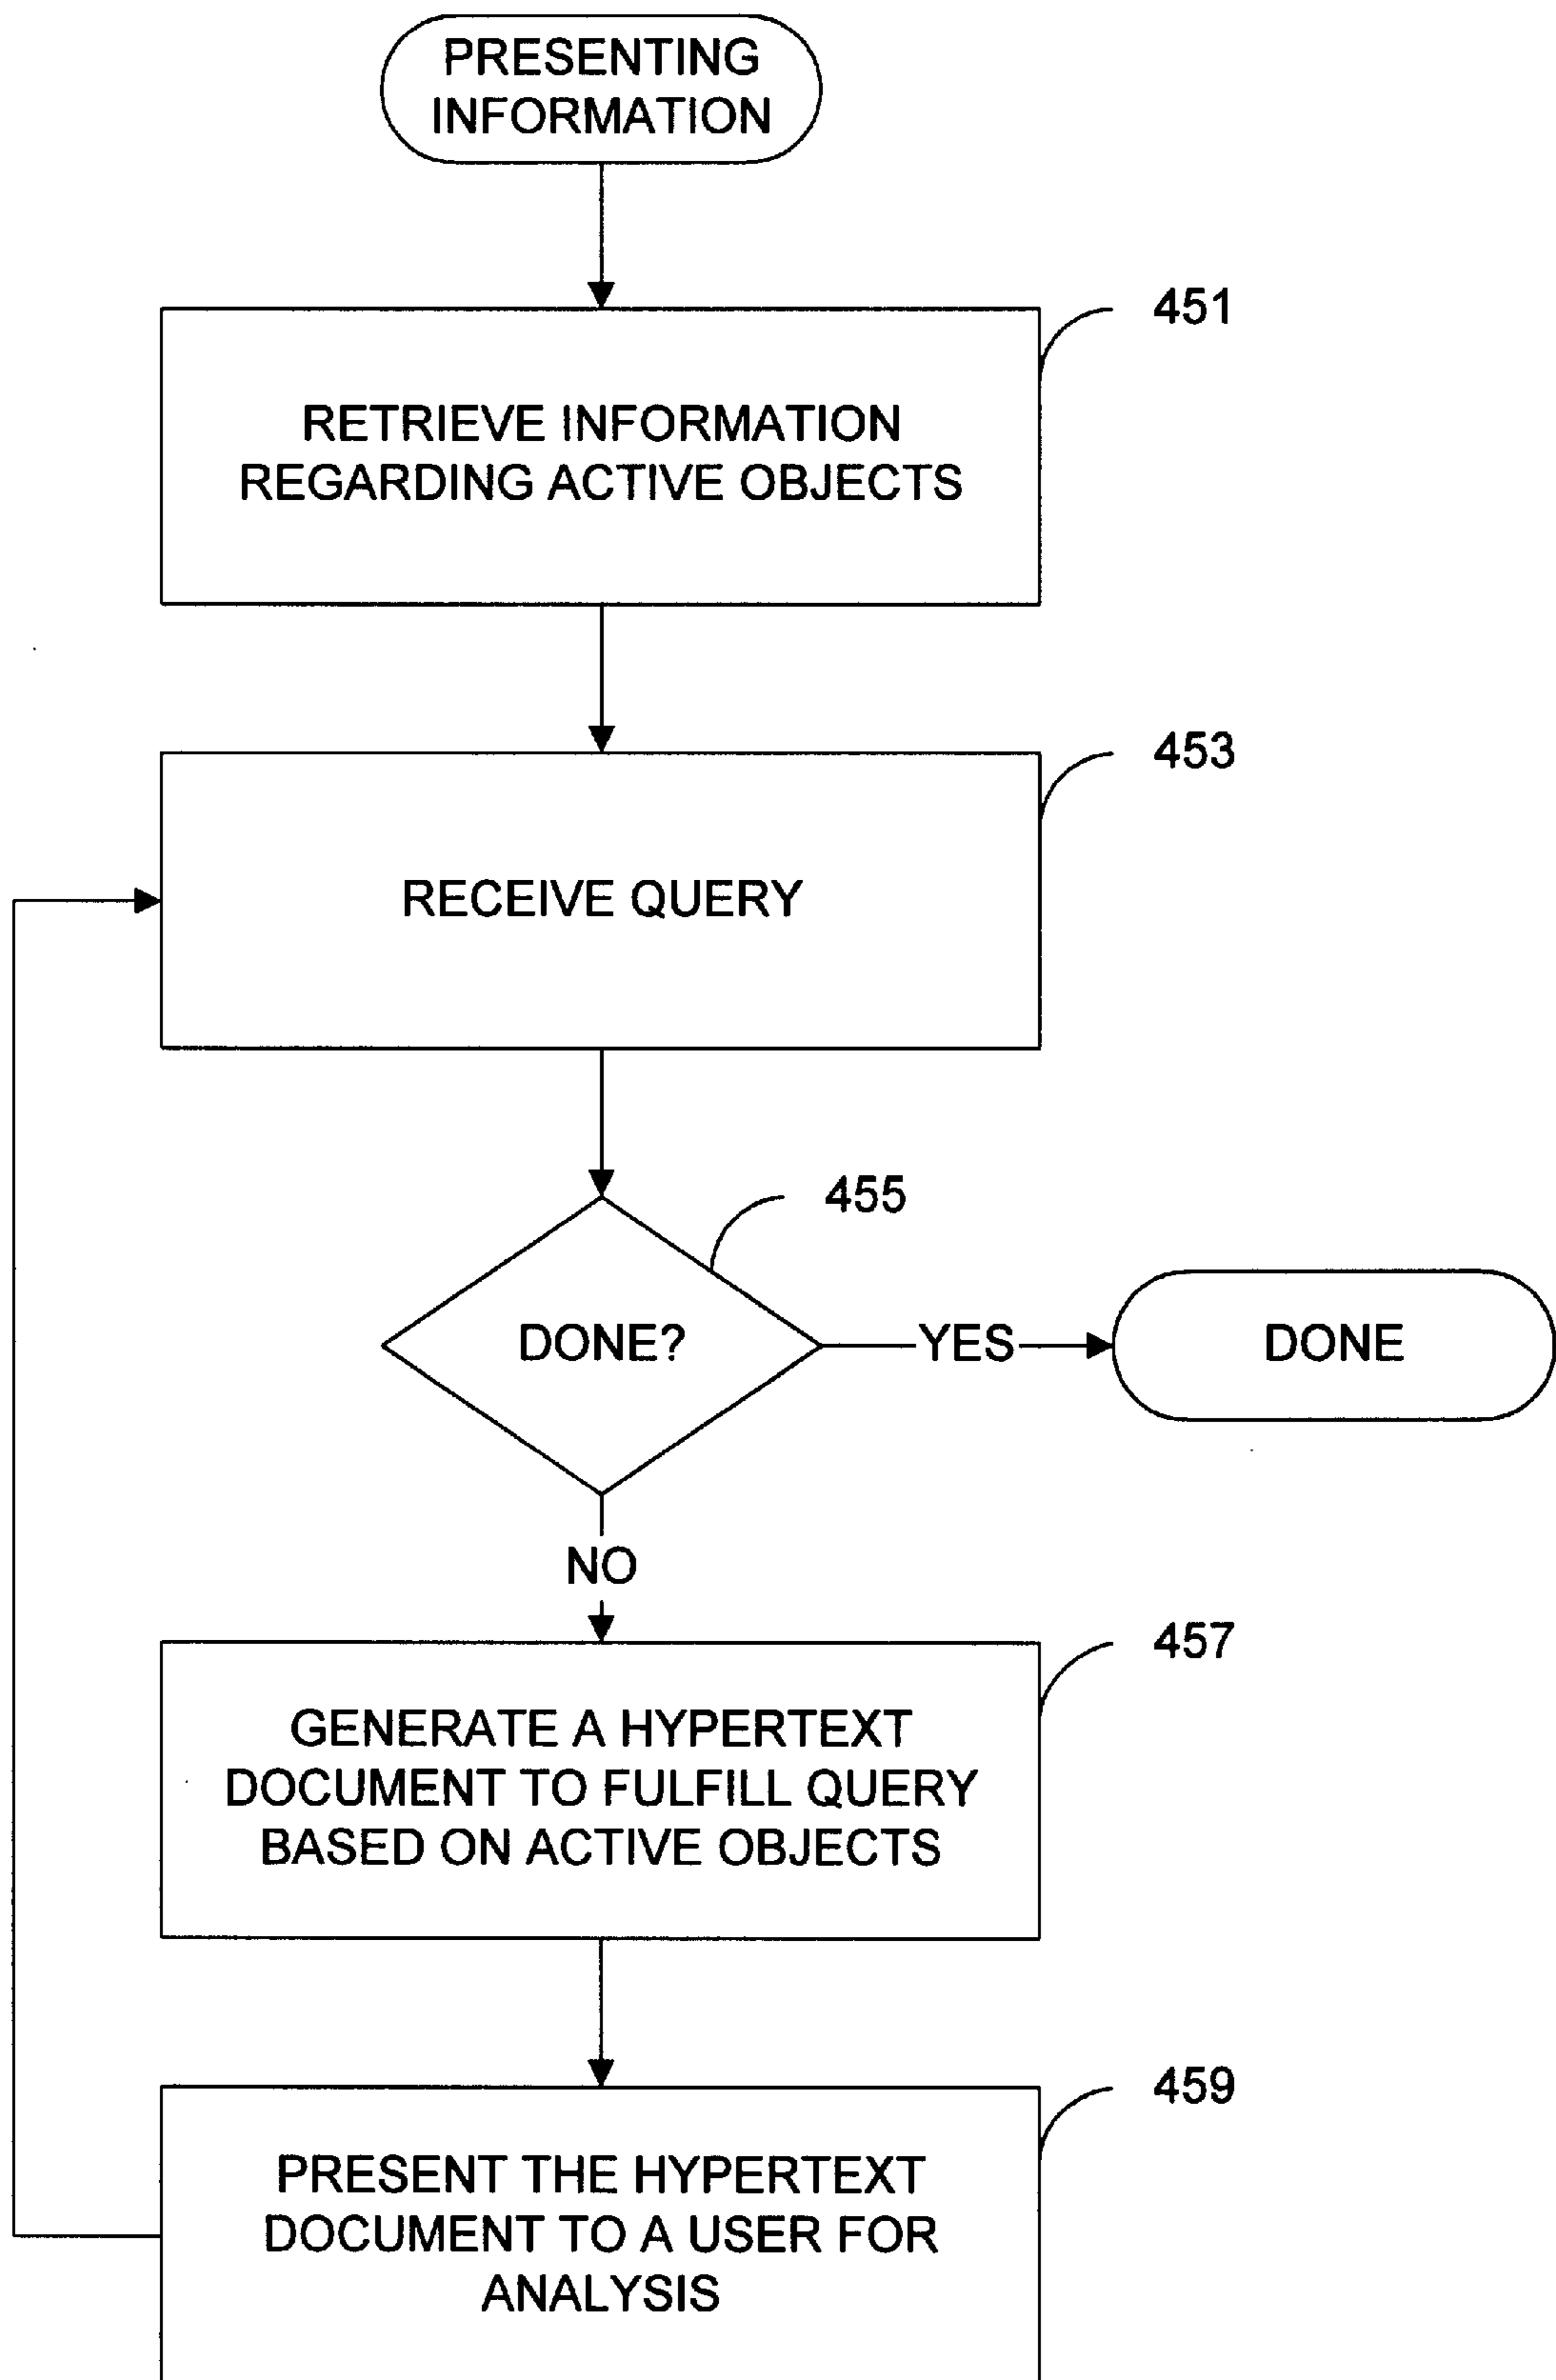 PRESENTING
INFORMATION
451
RETRIEVE INFORMATION
REGARDING ACTIVE OBJECTS
453
RECEIVE QUERY
455
DONE?
YES
DONE
NO
457
GENERATE A HYPERTEXT
DOCUMENT TO FULFILL QUERY
BASED ON ACTIVE OBJECTS
459
PRESENT THE HYPERTEXT
DOCUMENT TO A USER FOR
ANALYSIS